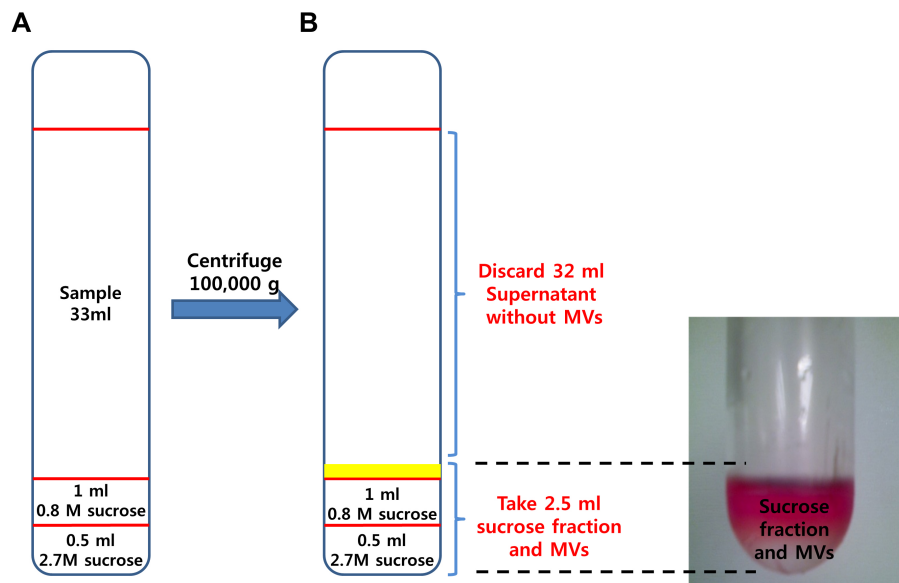 A
B
Sample
33ml
1 ml
0.8 M sucrose
0.5 ml
2.7M sucrose
Centrifuge
100,000 g
1 ml
0.8 M sucrose
0.5 ml
2.7M sucrose
Discard 32 ml
Supernatant
without MVs
Take 2.5 ml
sucrose fraction
and MVs
Sucrose
fraction
and MVs